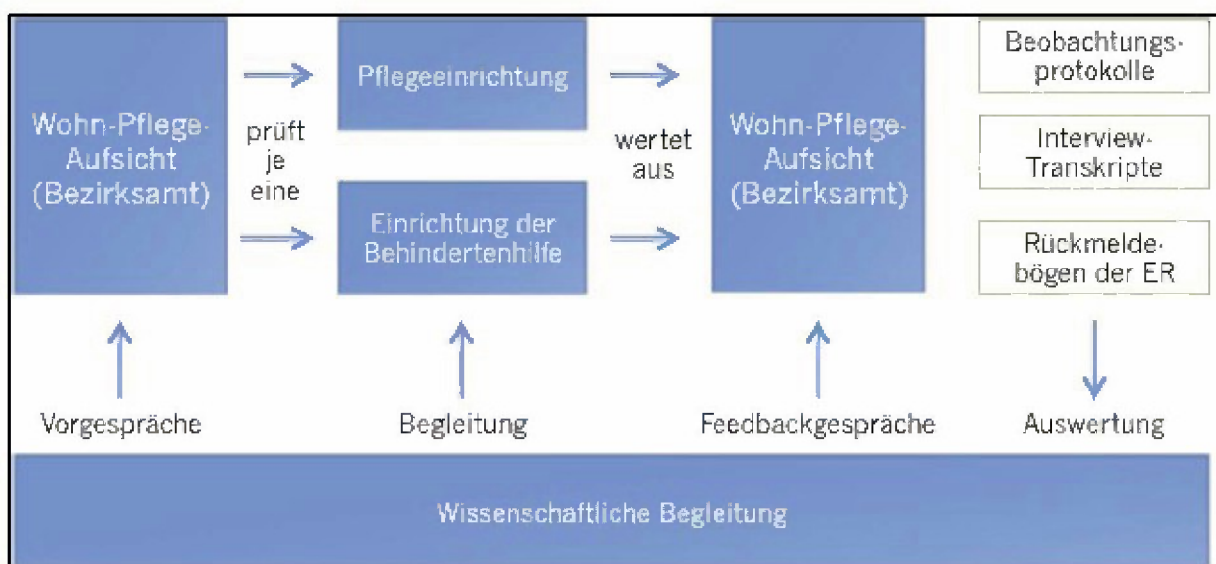 Wohn-Pflege-
Aufsicht
(Bezirksamt)
prüft
je
eine
Pflegeeinrichtung
Einrichtung der
Behindertenhilfe
wertet
aus
Wohn-Pflege-
Aufsicht
(Bezirksamt)
Beobachtungs-
protokolle
Interview-
Transkripte
Rückmelde-
bögen der ER
Vorgespräche
Begleitung
Feedbackgespräche
Auswertung
Wissenschaftliche Begleitung